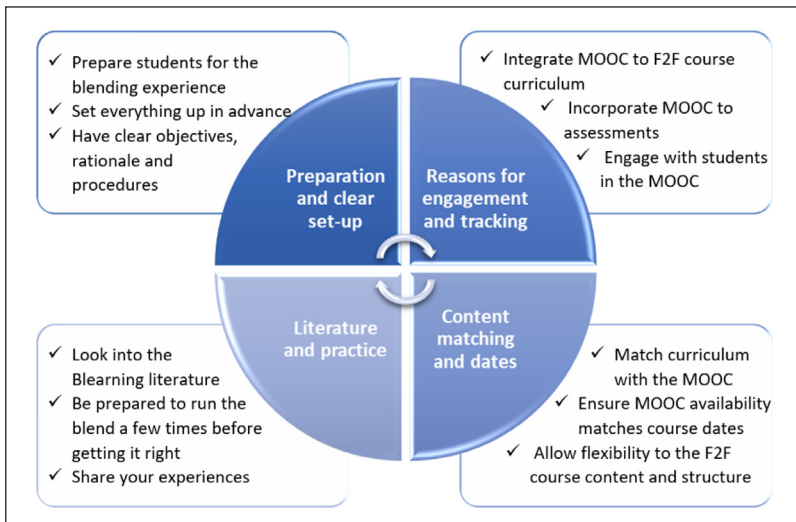 ✓ Prepare students for the
blending experience
✓ Set everything up in advance
✓ Have clear objectives,
rationale and
procedures
✓ Integrate MOOC to F2F course
curriculum
✓ Incorporate MOOC to
assessments
✓ Engage with students
in the MOOC
Preparation
and clear
set-up
Reasons for
engagement
and tracking
Literature
and practice
Content
matching
and dates
✓ Look into the
Blearning literature
✓ Be prepared to run the
blend a few times before
getting it right
✓ Share your experiences
✓ Match curriculum
with the MOOC
✓ Ensure MOOC availability
matches course dates
✓ Allow flexibility to the F2F
course content and structure